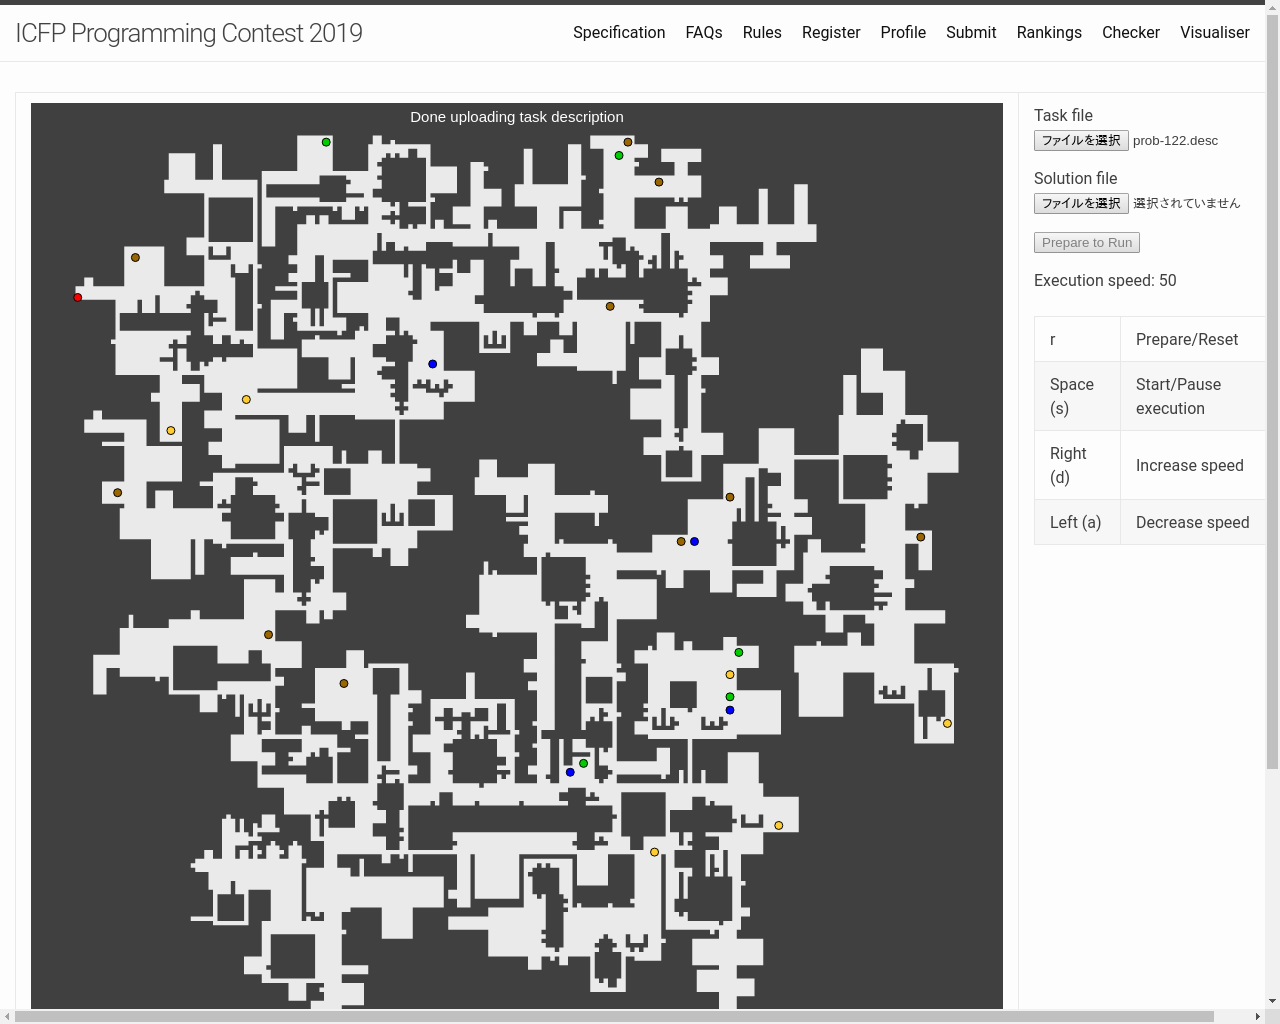 ICFP Programming Contest 2019
Specification FAQs Rules Register Profile Submit Rankings Checker Visualiser
Done uploading task description
Task file
ファイルを選択 prob-122.desc
Solution file
ファイルを選択 選択されていません
Prepare to Run
Execution speed: 50
r Prepare/Reset
Space (s) Start/Pause execution
Right (d) Increase speed
Left (a) Decrease speed